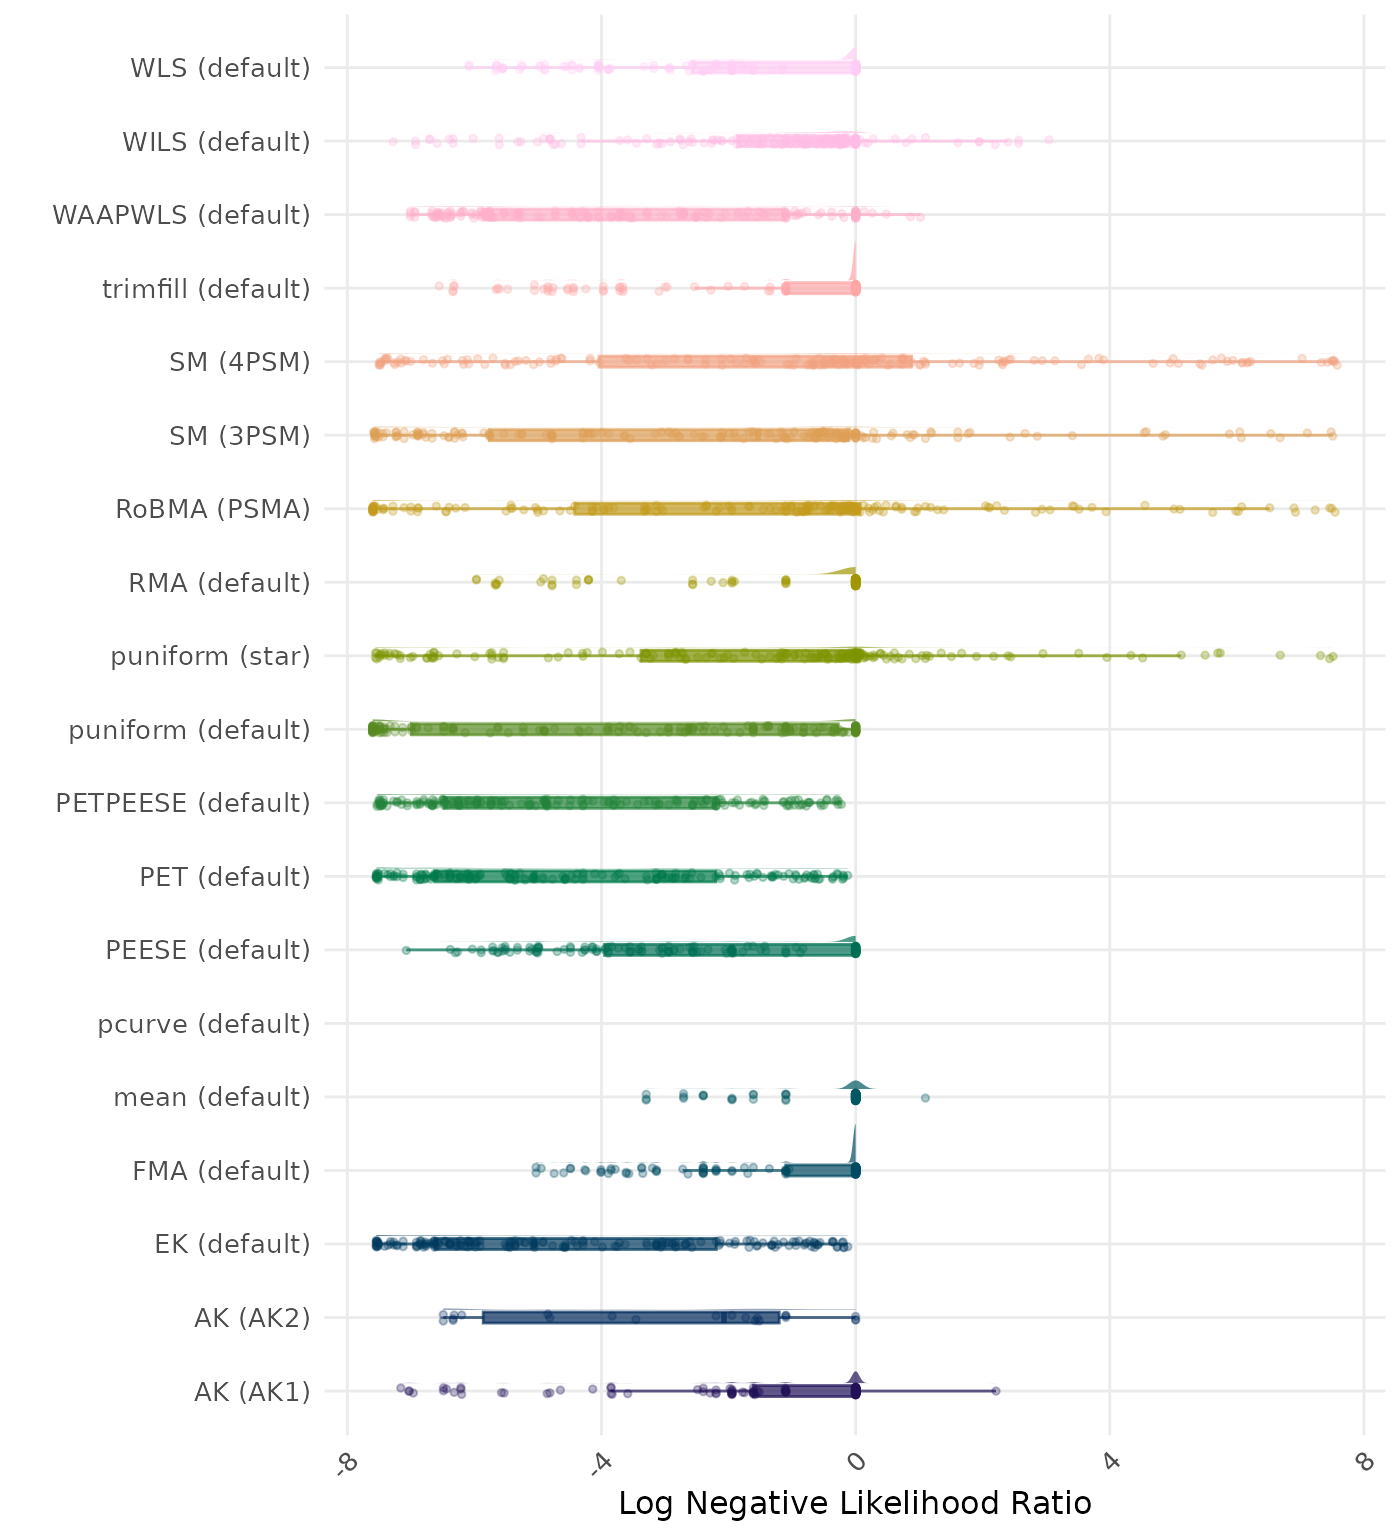 WLS (default)
WILS (default)
WAAPWLS (default)
trimfill (default)
SM (4PSM)
SM (3PSM)
RoBMA (PSMA)
RMA (default)
puniform (star)
puniform (default)
PETPEESE (default)
PET (default)
PEESE (default)
pcurve (default)
mean (default)
FMA (default)
EK (default)
AK (AK2)
AK (AK1)
-8 -4 0 4 8
Log Negative Likelihood Ratio